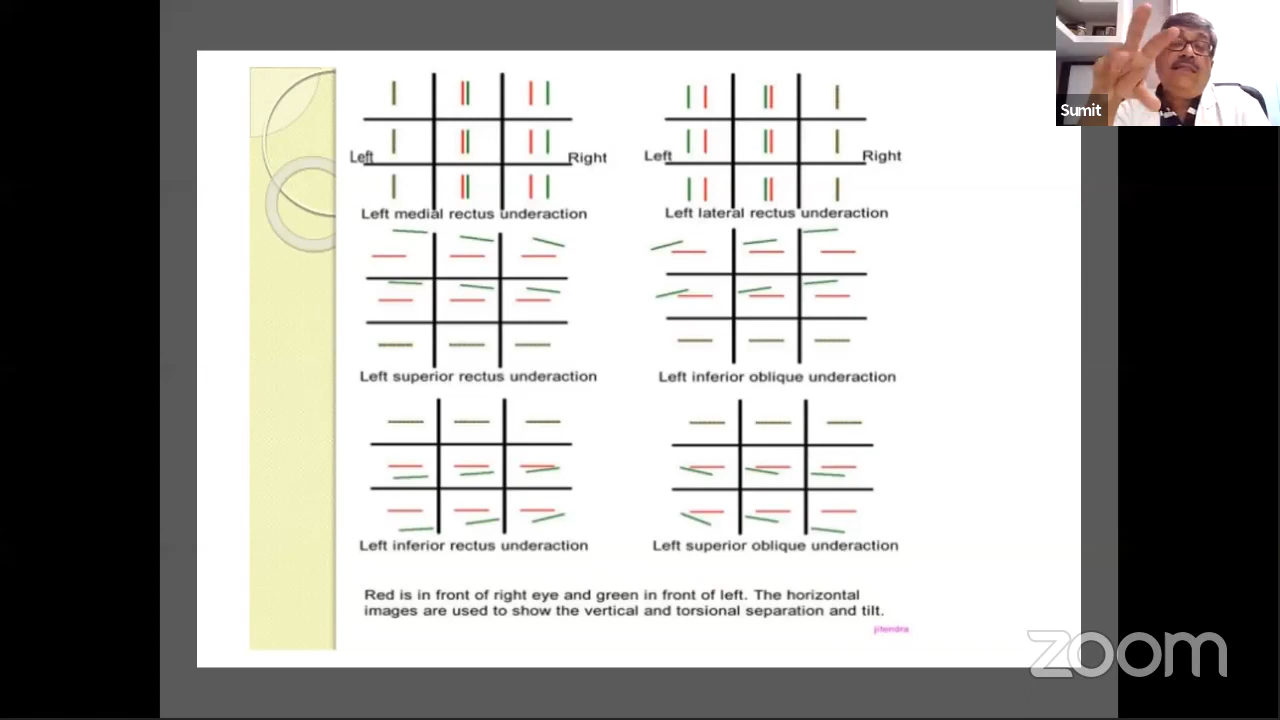 Sumit
Left
Right
Left
Right
Left medial rectus underaction
Left lateral rectus underaction
Left superior rectus underaction
Left inferior oblique underaction
Left inferior rectus underaction
Left superior oblique underaction
Red is in front of right eye and green in front of left. The horizontal
images are used to show the vertical and torsional separation and tilt.
jitendra
zoom